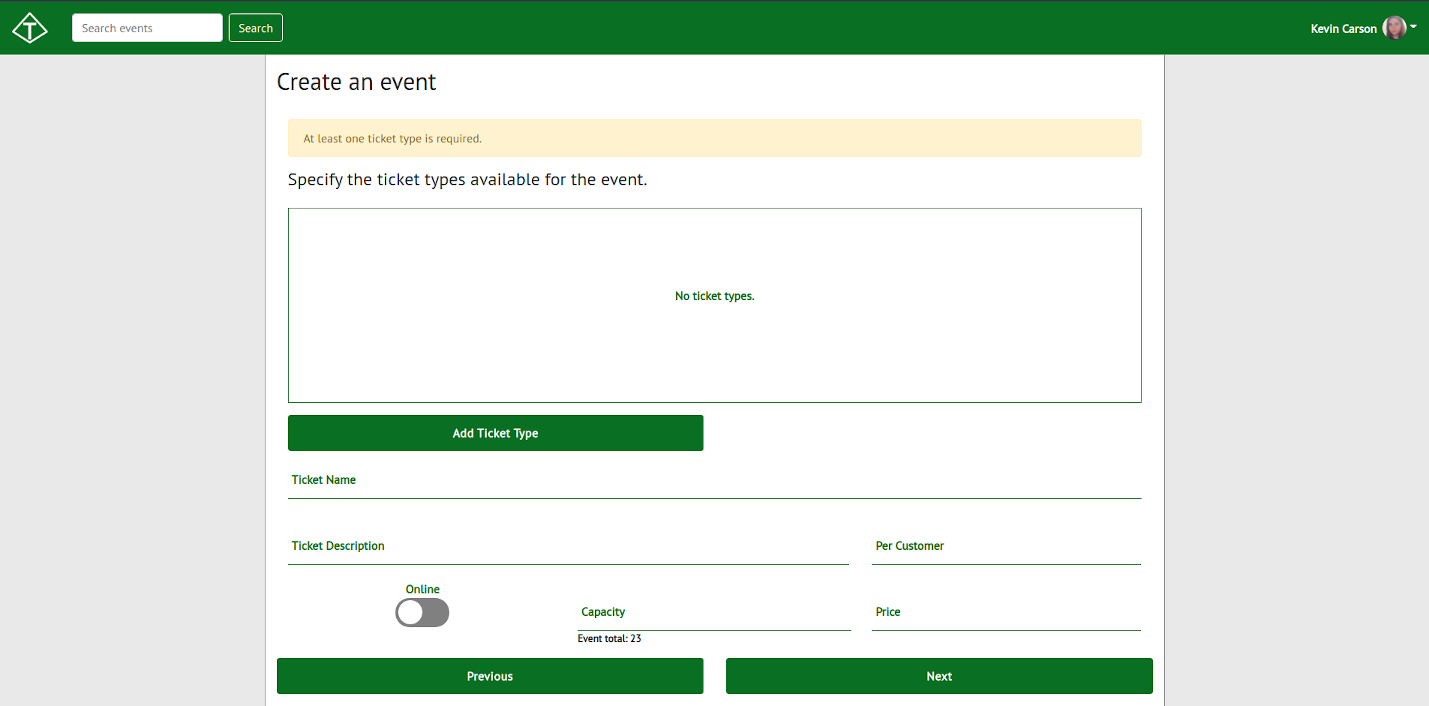 T
Search events
Search
Kevin Carson
Create an event
At least one ticket type is required.
Specify the ticket types available for the event.
No ticket types.
Add Ticket Type
Ticket Name
Ticket Description
Per Customer
Online
Capacity
Price
Event total: 23
Previous
Next